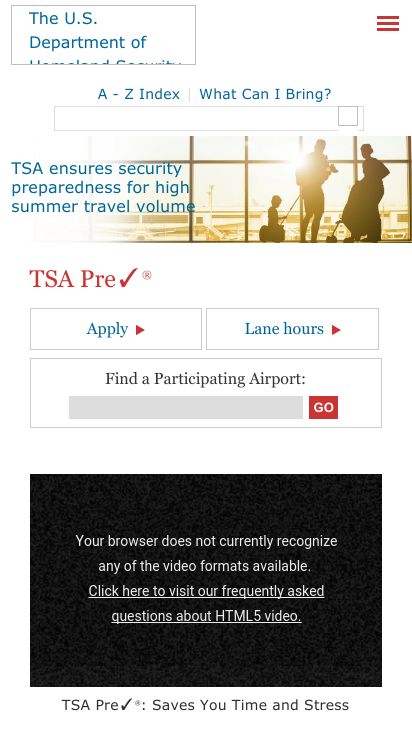 The U.S.
Department of
Homeland Security
A - Z Index | What Can I Bring?
TSA ensures security
preparedness for high
summer travel volume
TSA Pre✓®
Apply
Lane hours
Find a Participating Airport:
GO
Your browser does not currently recognize
any of the video formats available.
Click here to visit our frequently asked
questions about HTML5 video.
TSA Pre✓®: Saves You Time and Stress